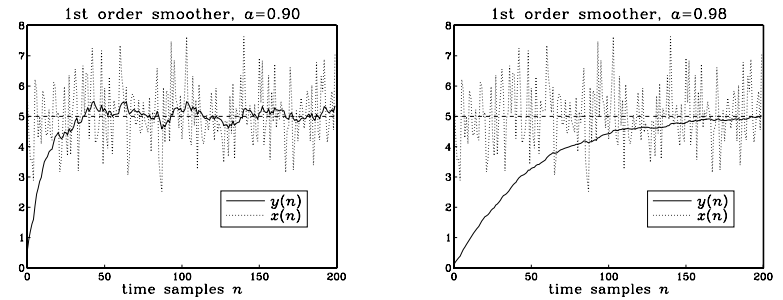 1st order smoother, a=0.90
8
7
6
5
4
3
2
1
0
y(n)
x(n)
0 50 100 150 200
time samples n
1st order smoother, a=0.98
8
7
6
5
4
3
2
1
0
y(n)
x(n)
0 50 100 150 200
time samples n